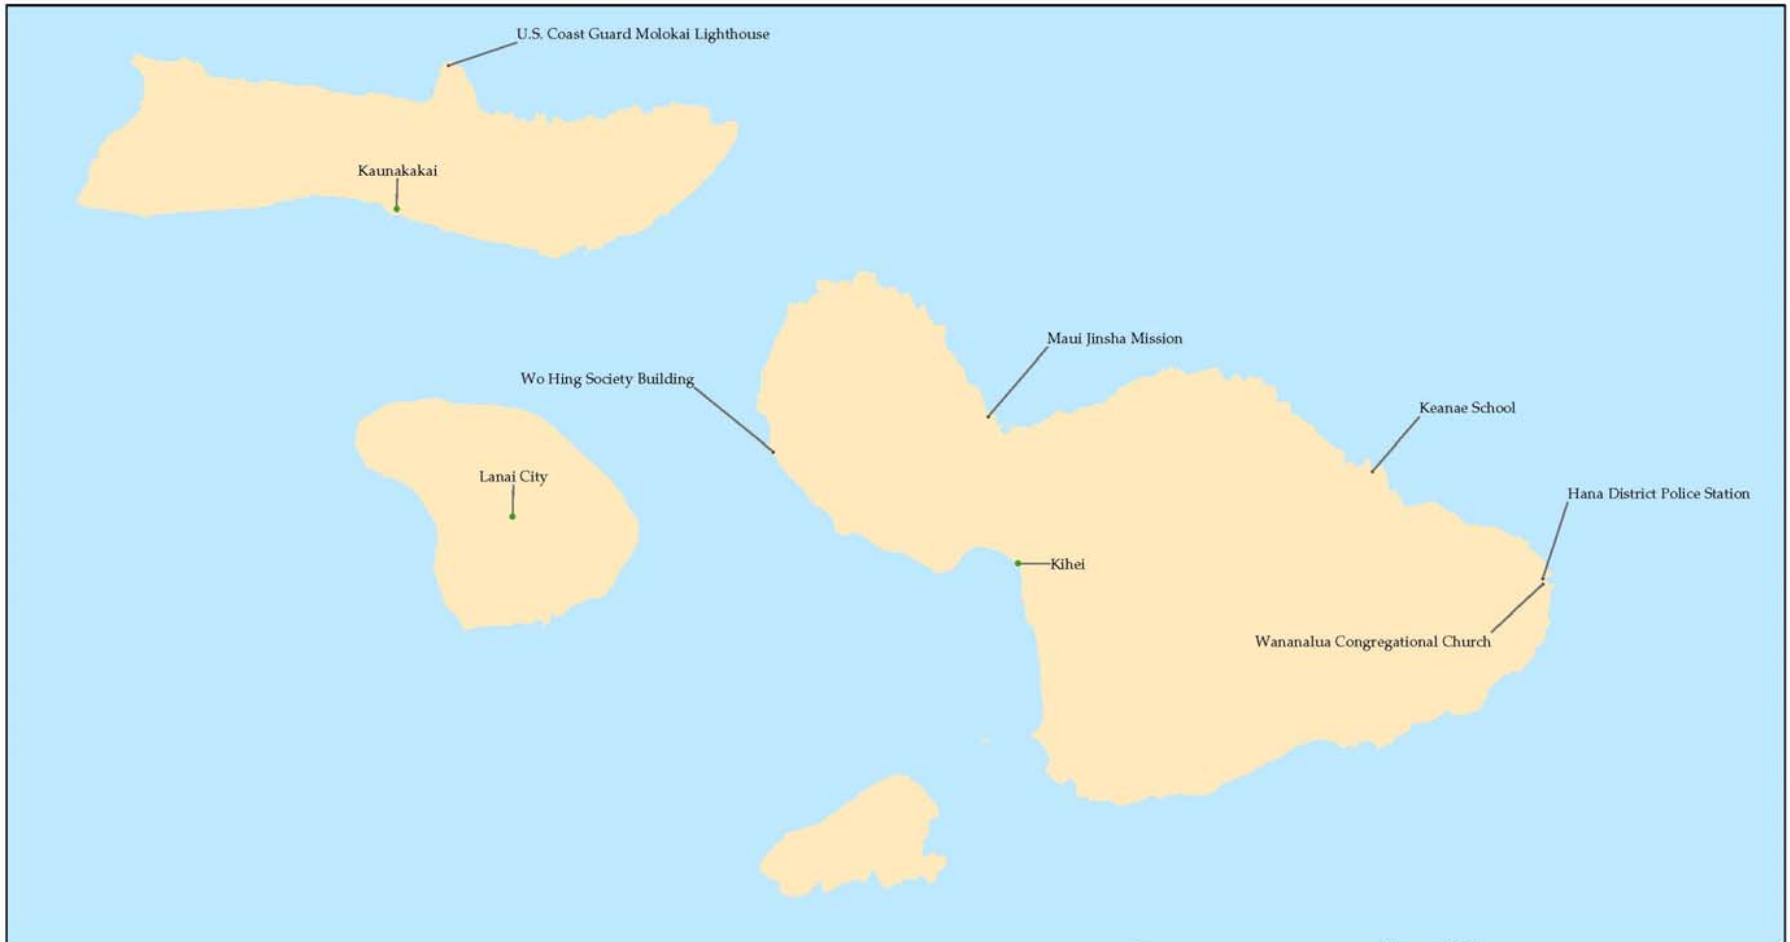 U.S. Coast Guard Molokai Lighthouse
Kaunakakai
Maui Jinsha Mission
Wo Hing Society Building
Keanae School
Lanai City
Hana District Police Station
Kihei
Wananalua Congregational Church